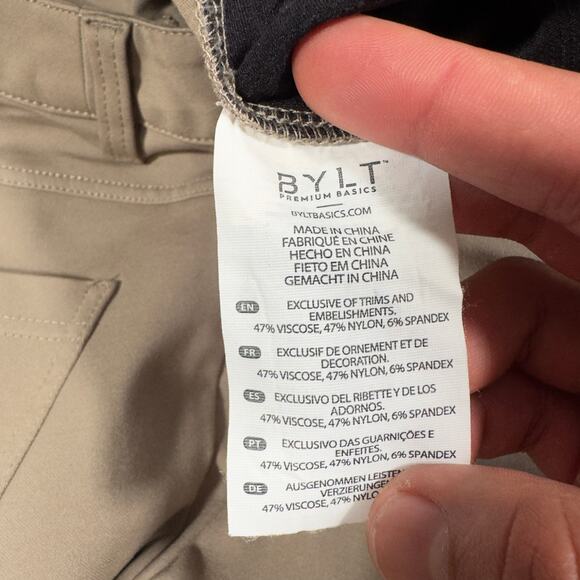 BYLT™
PREMIUM BASICS
BYLTBASICS.COM
MADE IN CHINA
FABRIQUÉ EN CHINE
HECHO EN CHINA
FIETO EM CHINA
GEMACHT IN CHINA
EN EXCLUSIVE OF TRIMS AND
EMBELISHMENTS.
47% VISCOSE, 47% NYLON, 6% SPANDEX
FR EXCLUSIF DE ORNEMENT ET DE
DECORATION.
47% VISCOSE, 47% NYLON, 6% SPANDEX
ES EXCLUSIVO DEL RIBETTE Y DE LOS
ADORNOS.
47% VISCOSE, 47% NYLON, 6% SPANDEX
PT EXCLUSIVO DAS GUARNIÇÕES E
ENFEITES.
47% VISCOSE, 47% NYLON, 6% SPANDEX
DE AUSGENOMMEN
47% VISCOSE, 47% NYLON